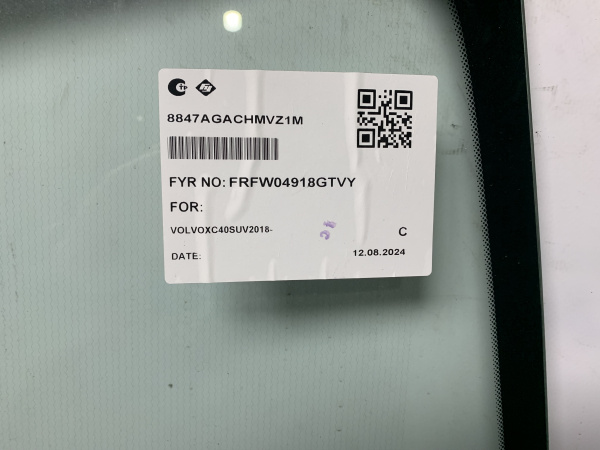 8847AGACHMVZ1M
FYR NO: FRFW04918GTVY
FOR:
VOLVOXC40SUV2018-
C
DATE: 12.08.2024